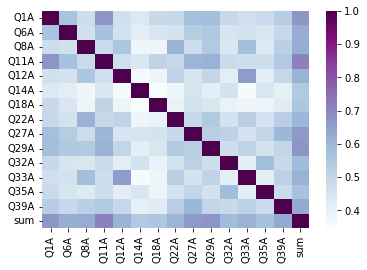 Q1A
Q6A
Q8A
Q11A
Q12A
Q14A
Q18A
Q22A
Q27A
Q29A
Q32A
Q33A
Q35A
Q39A
sum
Q1A Q6A Q8A Q11A Q12A Q14A Q18A Q22A Q27A Q29A Q32A Q33A Q35A Q39A sum
1.0
0.9
0.8
0.7
0.6
0.5
0.4